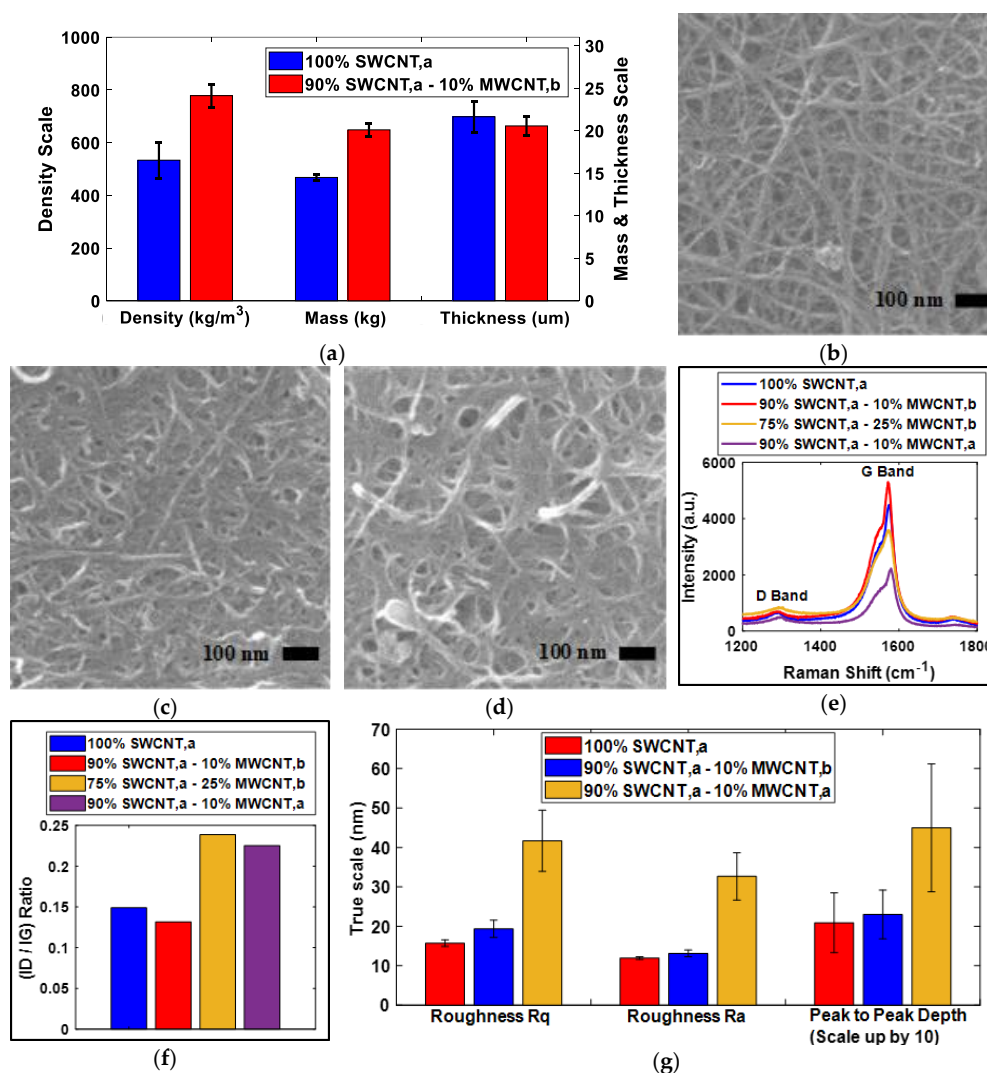 1000
800
600
400
200
0
Density Scale
100% SWCNT,a
90% SWCNT,a - 10% MWCNT,b
30
25
20
15
10
5
0
Mass & Thickness Scale
Density (kg/m³)
Mass (kg)
Thickness (um)
(a)
100 nm
(b)
100 nm
(c)
100 nm
(d)
100% SWCNT,a
90% SWCNT,a - 10% MWCNT,b
75% SWCNT,a - 25% MWCNT,b
90% SWCNT,a - 10% MWCNT,a
6000
4000
2000
0
Intensity (a.u.)
G Band
D Band
1200
1400
1600
1800
Raman Shift (cm⁻¹)
(e)
100% SWCNT,a
90% SWCNT,a - 10% MWCNT,b
75% SWCNT,a - 25% MWCNT,b
90% SWCNT,a - 10% MWCNT,a
0.25
0.2
0.15
0.1
0.05
0
(ID / IG) Ratio
(f)
70
60
50
40
30
20
10
0
True scale (nm)
100% SWCNT,a
90% SWCNT,a - 10% MWCNT,b
90% SWCNT,a - 10% MWCNT,a
Roughness Rq
Roughness Ra
Peak to Peak Depth
(Scale up by 10)
(g)